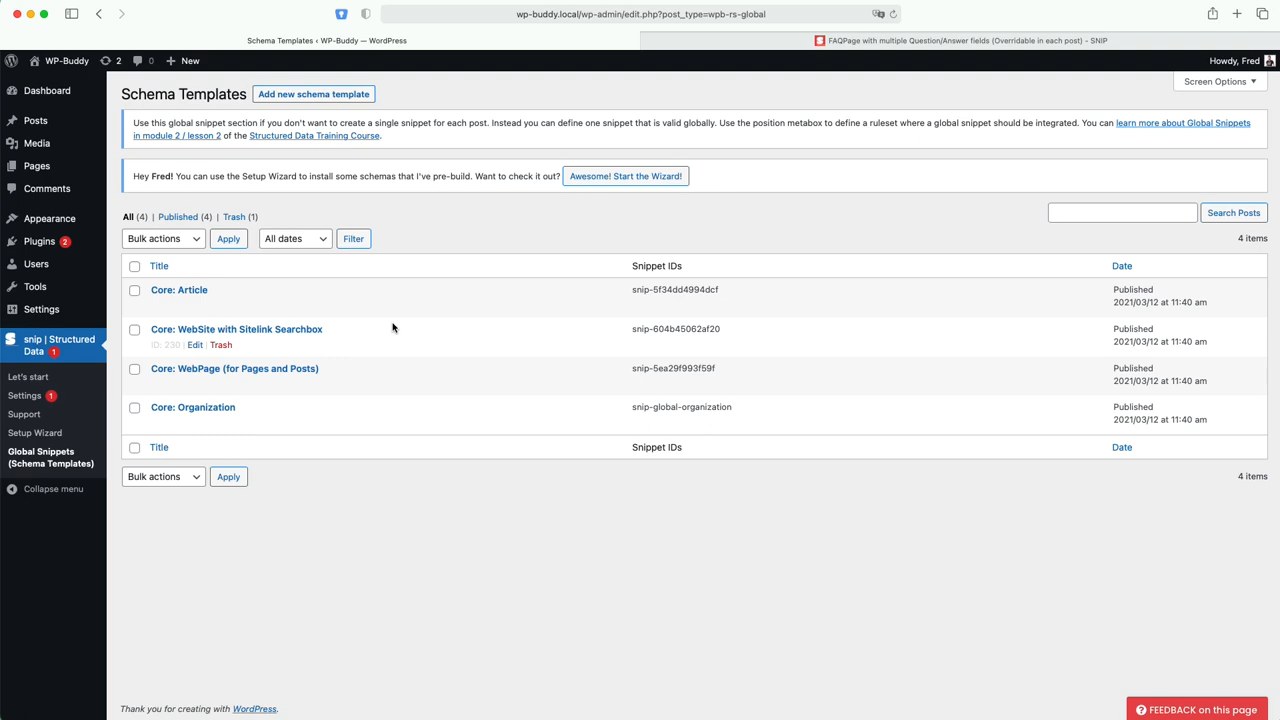 wp-buddy.local/wp-admin/edit.php?post_type=wpb-rs-global
Schema Templates ‹ WP-Buddy — WordPress
FAQPage with multiple Question/Answer fields (Overridable in each post) - SNIP
WP-Buddy
2
0
New
Howdy, Fred
Dashboard
Posts
Media
Pages
Comments
Appearance
Plugins 2
Users
Tools
Settings
snip | Structured
Data 1
Let's start
Settings 1
Support
Setup Wizard
Global Snippets
(Schema Templates)
Collapse menu
Screen Options ▼
Schema Templates
Add new schema template
Use this global snippet section if you don't want to create a single snippet for each post. Instead you can define one snippet that is valid globally. Use the position metabox to define a ruleset where a global snippet should be integrated. You can learn more about Global Snippets
in module 2 / lesson 2 of the Structured Data Training Course.
Hey Fred! You can use the Setup Wizard to install some schemas that I've pre-build. Want to check it out? Awesome! Start the Wizard!
All (4) | Published (4) | Trash (1)
Search Posts
Bulk actions Apply All dates Filter
4 items
Title Snippet IDs Date
Core: Article snip-5f34dd4994dcf Published
2021/03/12 at 11:40 am
Core: WebSite with Sitelink Searchbox snip-604b45062af20 Published
ID: 230 | Edit | Trash 2021/03/12 at 11:40 am
Core: WebPage (for Pages and Posts) snip-5ea29f993f59f Published
2021/03/12 at 11:40 am
Core: Organization snip-global-organization Published
2021/03/12 at 11:40 am
Title Snippet IDs Date
Bulk actions Apply
4 items
Thank you for creating with WordPress.
FEEDBACK on this page